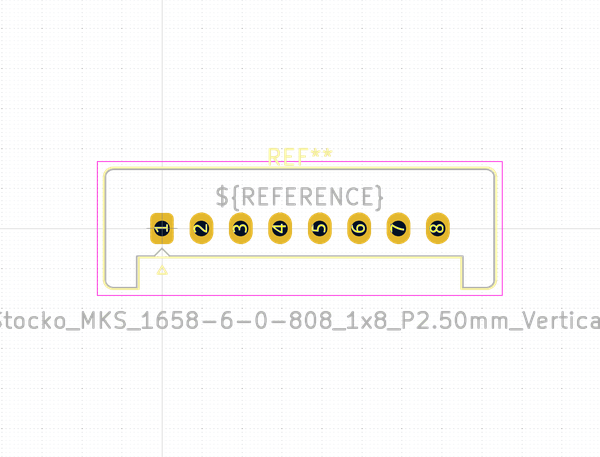 REF**
${REFERENCE}
1 2 3 4 5 6 7 8
Stocko_MKS_1658-6-0-808_1x8_P2.50mm_Vertica